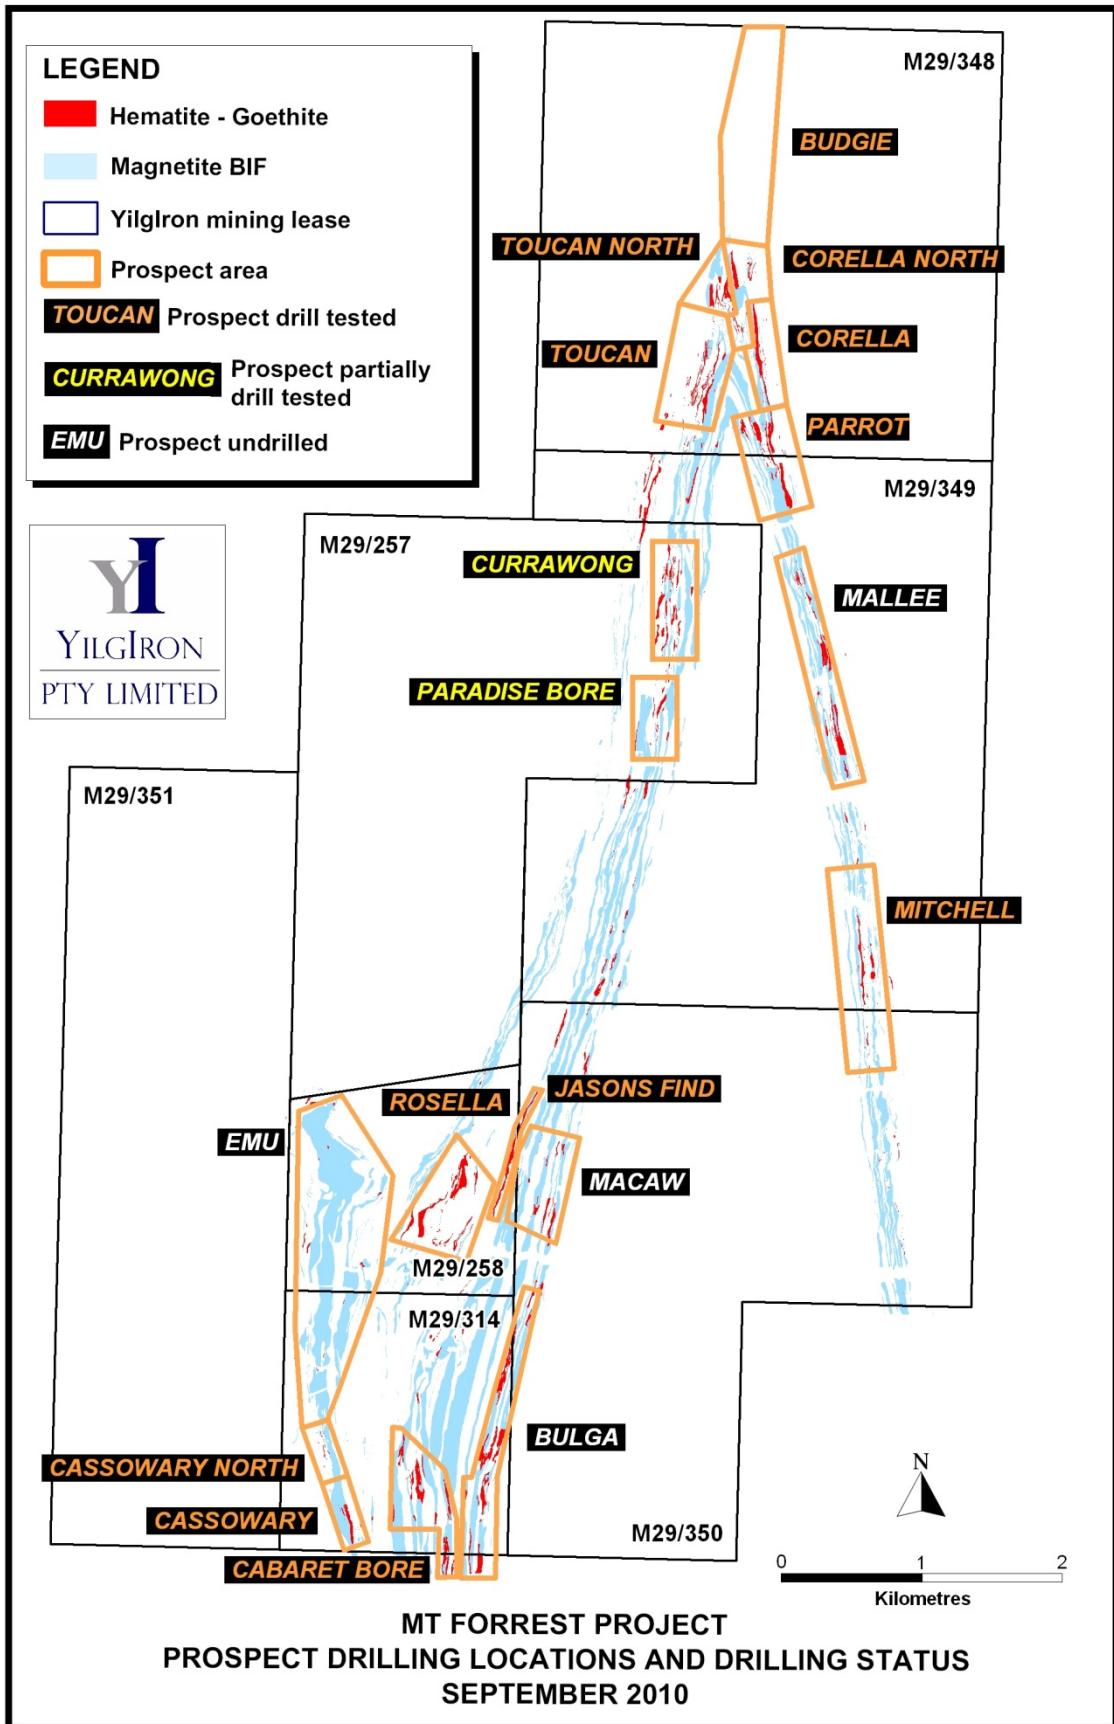 LEGEND
Hematite - Goethite
Magnetite BIF
YilgIron mining lease
Prospect area
TOUCAN Prospect drill tested
CURRAWONG Prospect partially
drill tested
EMU Prospect undrilled
YI
YILGIRON
PTY LIMITED
M29/348
BUDGIE
TOUCAN NORTH
CORELLA NORTH
TOUCAN
CORELLA
PARROT
M29/349
M29/257
CURRAWONG
MALLEE
PARADISE BORE
M29/351
MITCHELL
JASONS FIND
ROSELLA
EMU
MACAW
M29/258
M29/314
BULGA
CASSOWARY NORTH
CASSOWARY
CABARET BORE
M29/350
N
0 1 2
Kilometres
MT FORREST PROJECT
PROSPECT DRILLING LOCATIONS AND DRILLING STATUS
SEPTEMBER 2010